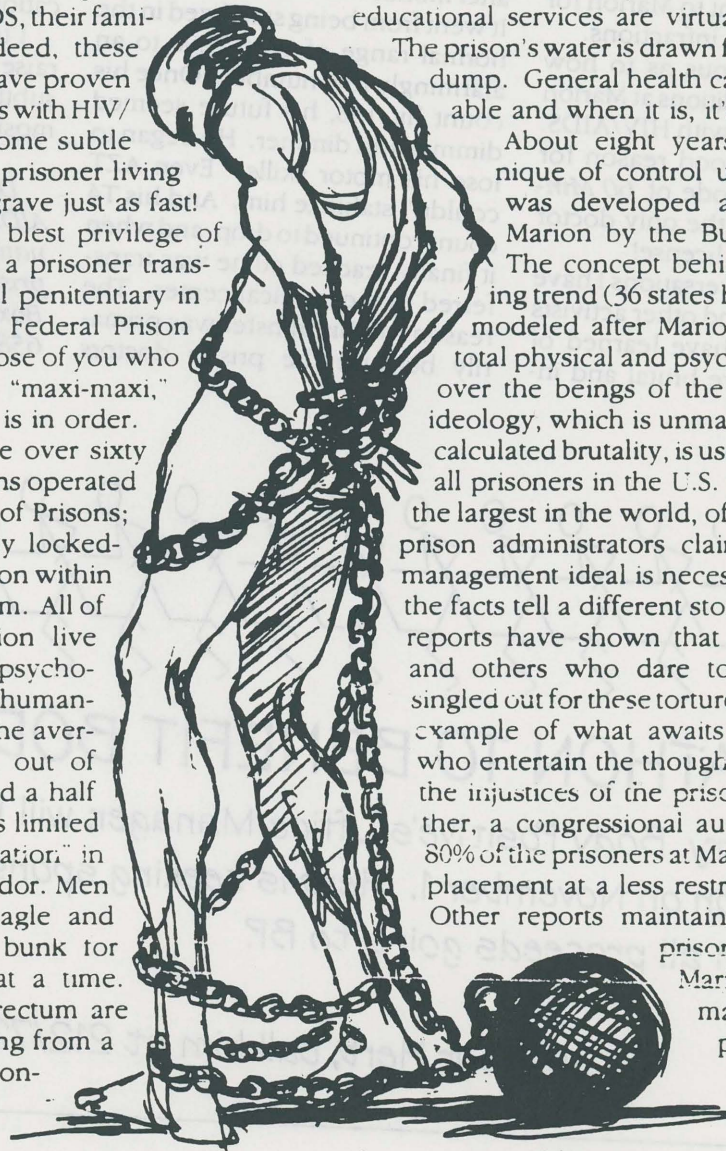 DS, their fami-
deed, these
ave proven
s with HIV/
ome subtle
prisoner living
grave just as fast!
blest privilege of
a prisoner trans-
l penitentiary in
Federal Prison
ose of you who
"maxi-maxi,"
is in order.
e over sixty
ns operated
of Prisons;
y locked-
on within
m. All of
ion live
psycho-
human-
he aver-
out of
d a half
s limited
ation" in
dor. Men
agle and
bunk for
at a time.
rectum are
ng from a
on-
educational services are virtua
The prison's water is drawn f
dump. General health ca
able and when it is, it
About eight years
nique of control u
was developed a
Marion by the Bu
The concept behi
ing trend (36 states h
modeled after Mario
total physical and psyc
over the beings of the
ideology, which is unma
calculated brutality, is us
all prisoners in the U.S.
the largest in the world, of
prison administrators clai
management ideal is neces
the facts tell a different sto
reports have shown that
and others who dare to
singled out for these torture
example of what awaits
who entertain the though
the injustices of the priso
ther, a congressional au
80% of the prisoners at Ma
placement at a less restr
Other reports maintain
prison
Mari
ma
p